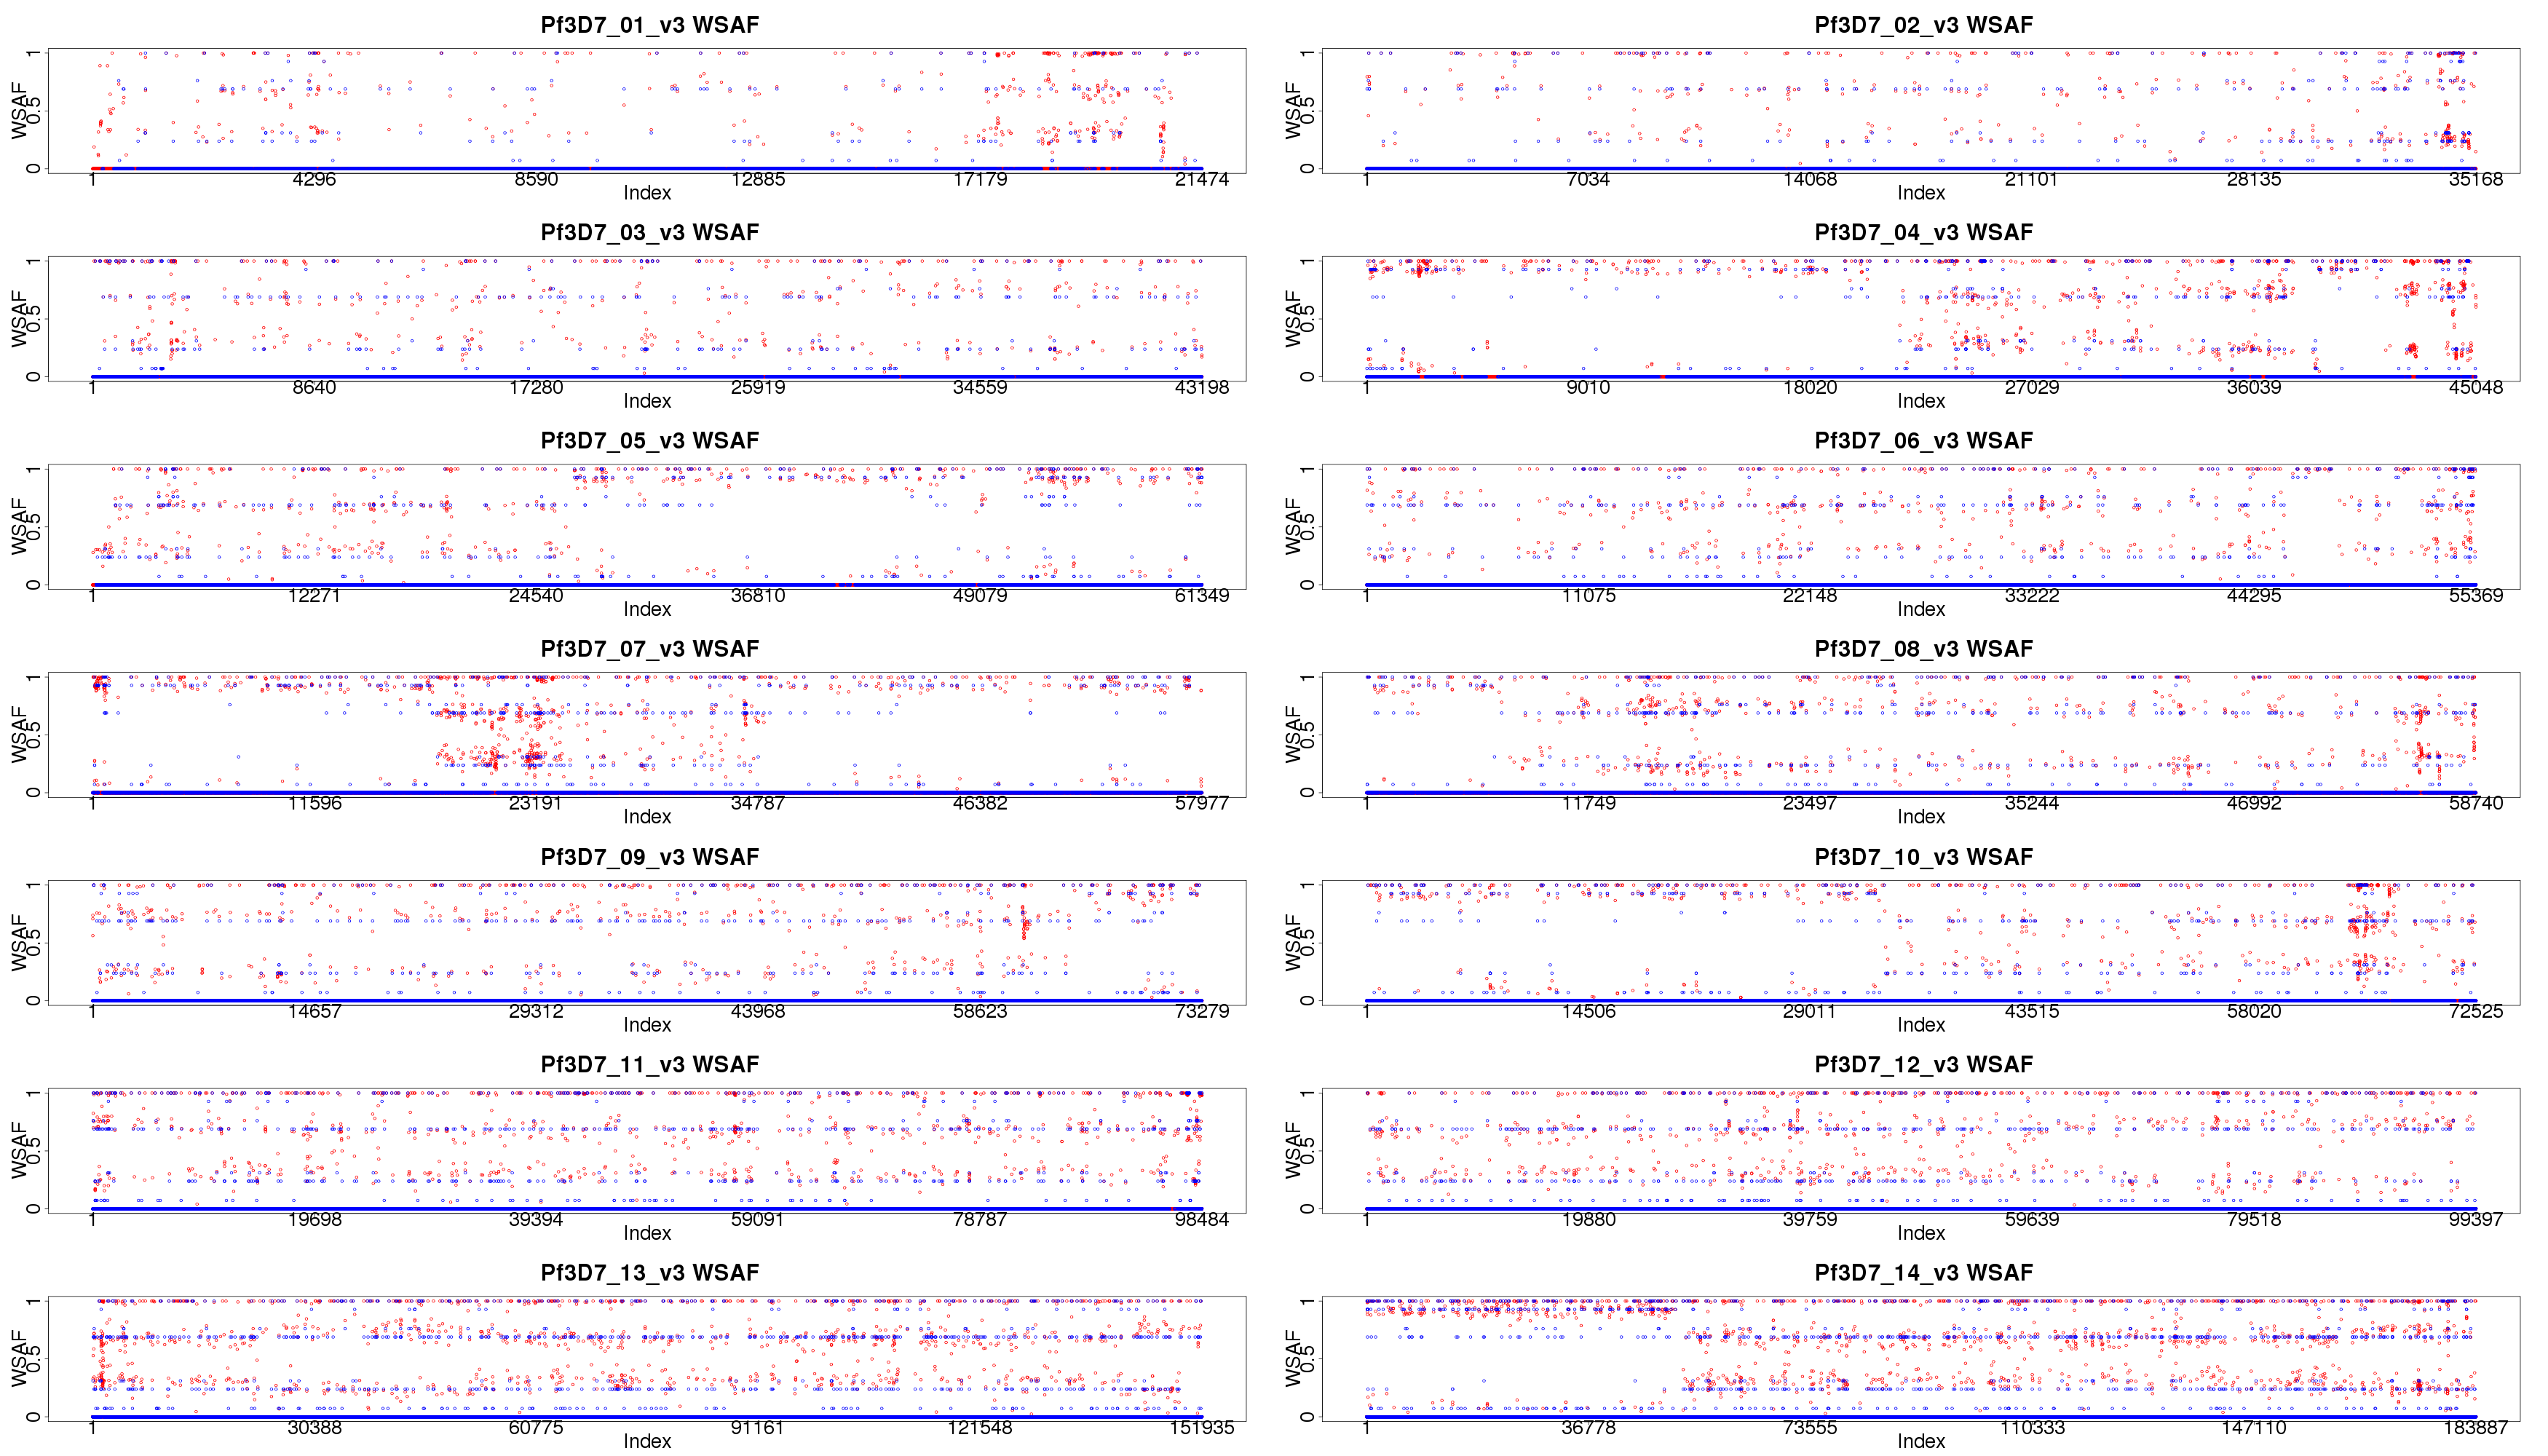 Pf3D7_01_v3 WSAF
WSAF
0 0.5 1
1 4296 8590 12885 17179 21474
Index
Pf3D7_02_v3 WSAF
WSAF
0 0.5 1
1 7034 14068 21101 28135 35168
Index
Pf3D7_03_v3 WSAF
WSAF
0 0.5 1
1 8640 17280 25919 34559 43198
Index
Pf3D7_04_v3 WSAF
WSAF
0 0.5 1
1 9010 18020 27029 36039 45048
Index
Pf3D7_05_v3 WSAF
WSAF
0 0.5 1
1 12271 24540 36810 49079 61349
Index
Pf3D7_06_v3 WSAF
WSAF
0 0.5 1
1 11075 22148 33222 44295 55369
Index
Pf3D7_07_v3 WSAF
WSAF
0 0.5 1
1 11596 23191 34787 46382 57977
Index
Pf3D7_08_v3 WSAF
WSAF
0 0.5 1
1 11749 23497 35244 46992 58740
Index
Pf3D7_09_v3 WSAF
WSAF
0 0.5 1
1 14657 29312 43968 58623 73279
Index
Pf3D7_10_v3 WSAF
WSAF
0 0.5 1
1 14506 29011 43515 58020 72525
Index
Pf3D7_11_v3 WSAF
WSAF
0 0.5 1
1 19698 39394 59091 78787 98484
Index
Pf3D7_12_v3 WSAF
WSAF
0 0.5 1
1 19880 39759 59639 79518 99397
Index
Pf3D7_13_v3 WSAF
WSAF
0 0.5 1
1 30388 60775 91161 121548 151935
Index
Pf3D7_14_v3 WSAF
WSAF
0 0.5 1
1 36778 73555 110333 147110 183887
Index